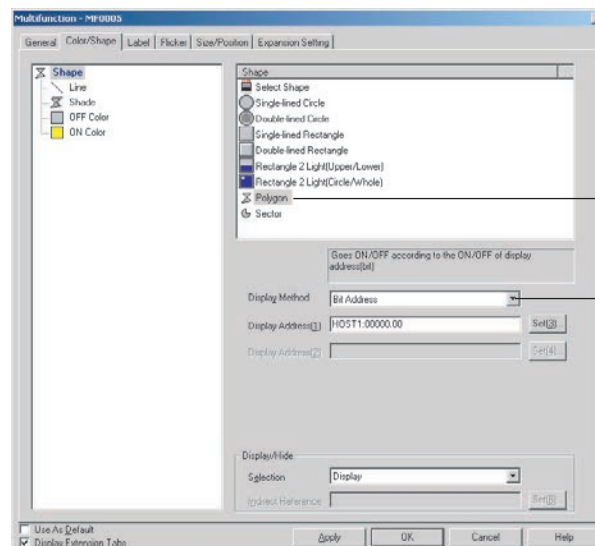 Multifunction - MF0005
General Color/Shape Label Flicker Size/Position Expansion Setting
Shape
Line
Shade
OFF Color
ON Color
Shape
Select Shape
Single-lined Circle
Double-lined Circle
Single-lined Rectangle
Double-lined Rectangle
Rectangle 2 Light(Upper/Lower)
Rectangle 2 Light(Circle/Whole)
Polygon
Sector
Goes ON/OFF according to the ON/OFF of display
address(bit)
Display Method Bit Address
Display Address(1) HOST1:00000.00 Set(3)...
Display Address(2) Set(4)...
Display/Hide
Selection Display
Indirect Reference Set(6)...
Use As Default
Display Extension Tabs
Apply OK Cancel Help